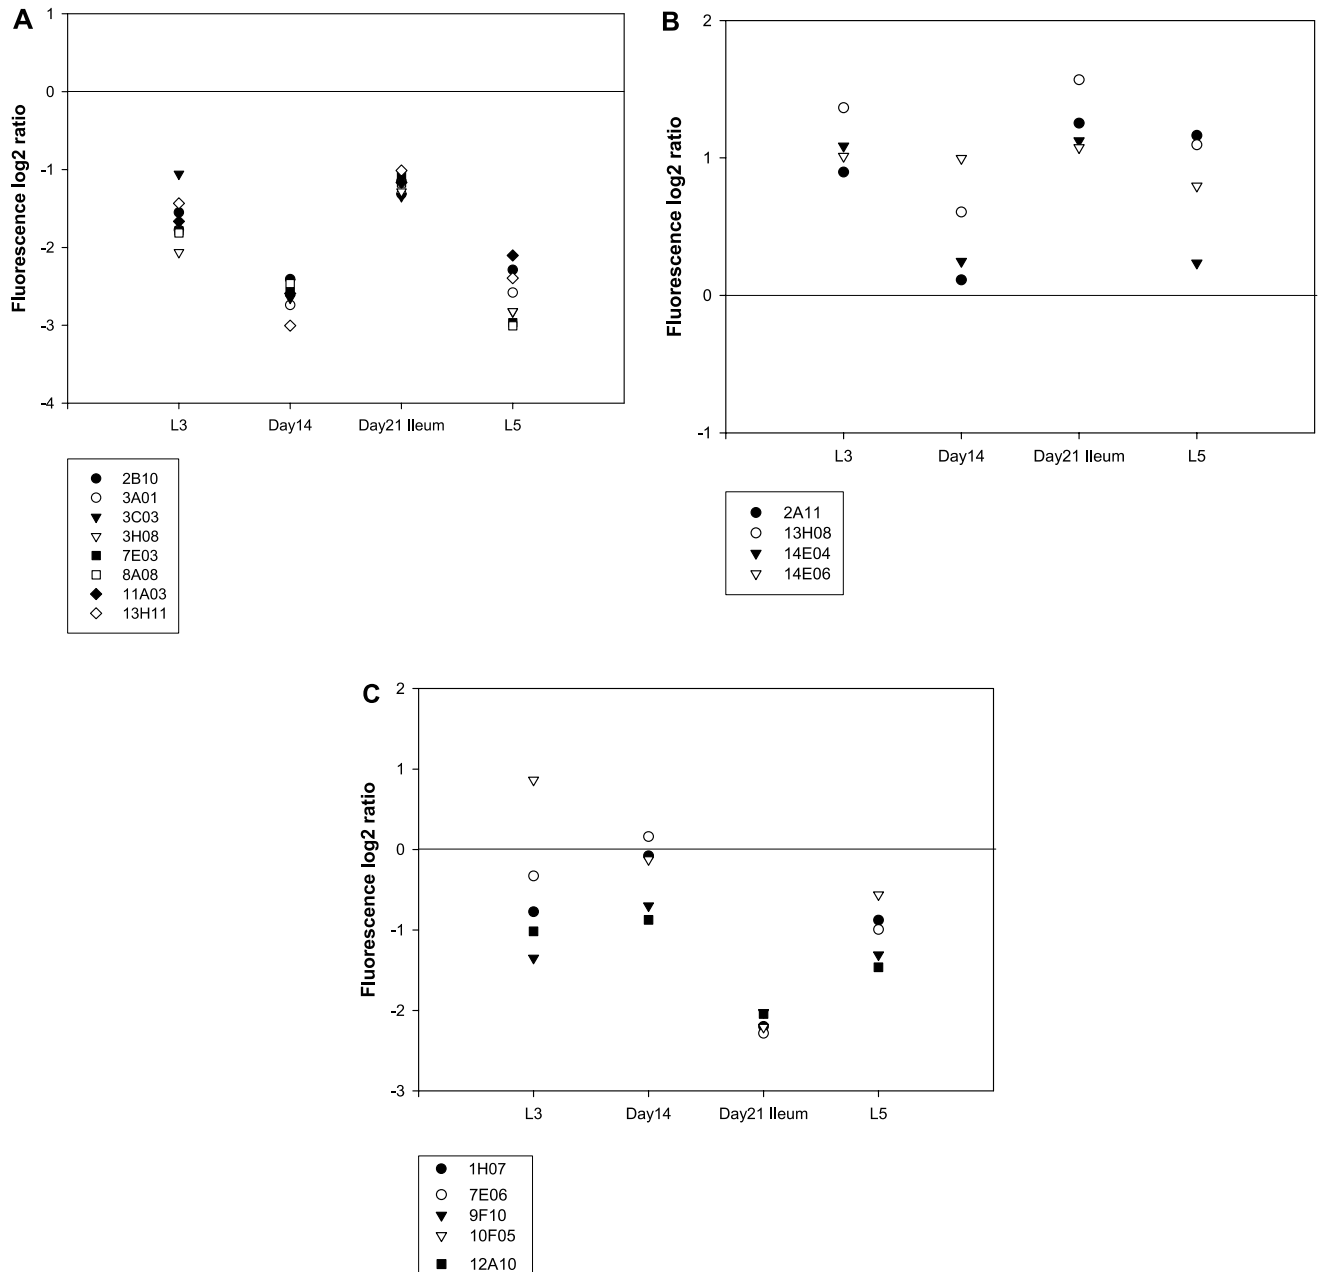 A
Fluorescence log2 ratio
1
0
-1
-2
-3
-4
L3 Day14 Day21 Ileum L5
2B10
3A01
3C03
3H08
7E03
8A08
11A03
13H11
B
Fluorescence log2 ratio
2
1
0
-1
L3 Day14 Day21 Ileum L5
2A11
13H08
14E04
14E06
C
Fluorescence log2 ratio
2
1
0
-1
-2
-3
L3 Day14 Day21 Ileum L5
1H07
7E06
9F10
10F05
12A10